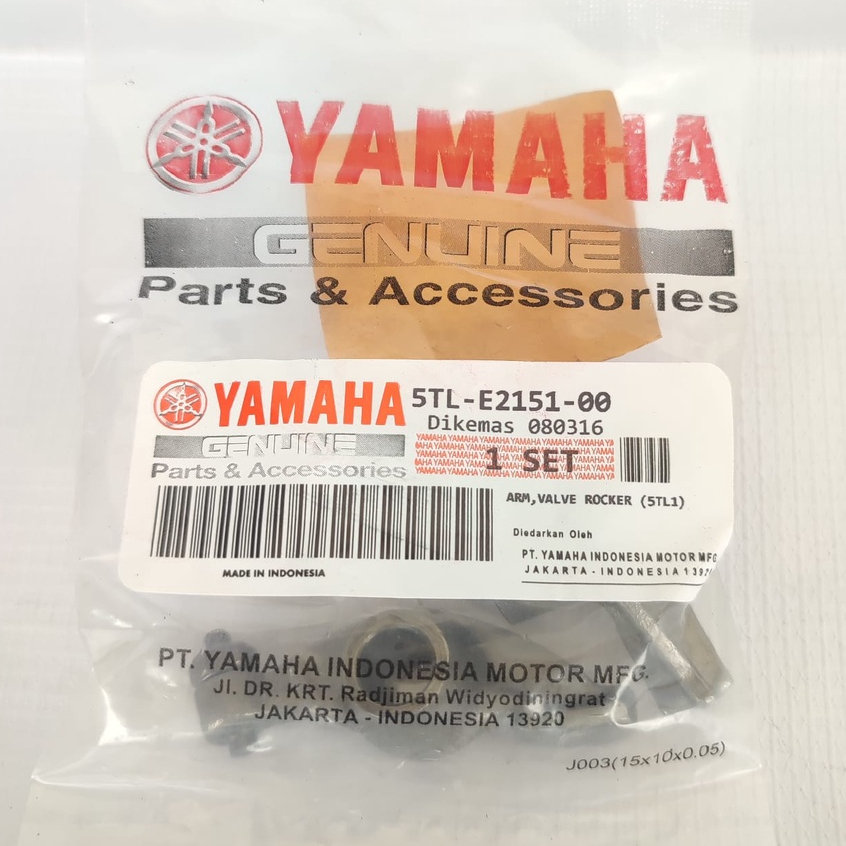 YAMAHA
GENUINE
Parts & Accessories
YAMAHA 5TL-E2151-00
Dikemas 080316
GENUINE
1 SET
Parts & Accessories
ARM,VALVE ROCKER (5TL1)
Diedarkan Oleh
PT. YAMAHA INDONESIA MOTOR MFG
JAKARTA - INDONESIA 1392
MADE IN INDONESIA
PT. YAMAHA INDONESIA MOTOR MFG.
Jl. DR. KRT. Radjiman Widyodiningrat
JAKARTA - INDONESIA 13920
J003(15x10x0.05)